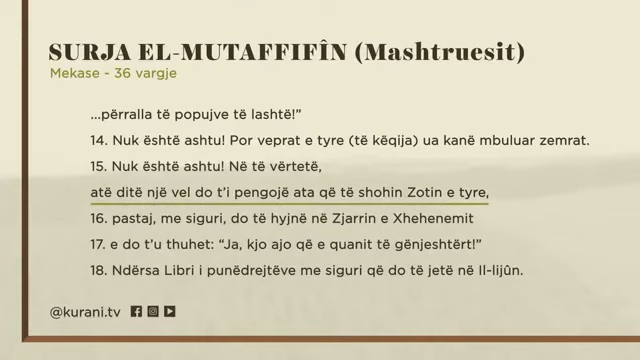 SURJA EL-MUTAFFIFÎN (Mashtruesit)
Mekase - 36 vargje
...përralla të popujve të lashtë!”
14. Nuk është ashtu! Por veprat e tyre (të këqija) ua kanë mbuluar zemrat.
15. Nuk është ashtu! Në të vërtetë,
atë ditë një vel do t’i pengojë ata që të shohin Zotin e tyre,
16. pastaj, me siguri, do të hyjnë në Zjarrin e Xhehenemit
17. e do t’u thuhet: “Ja, kjo ajo që e quanit të gënjeshtërt!”
18. Ndërsa Libri i punëdrejtëve me siguri që do të jetë në Il-lijûn.
@kurani.tv